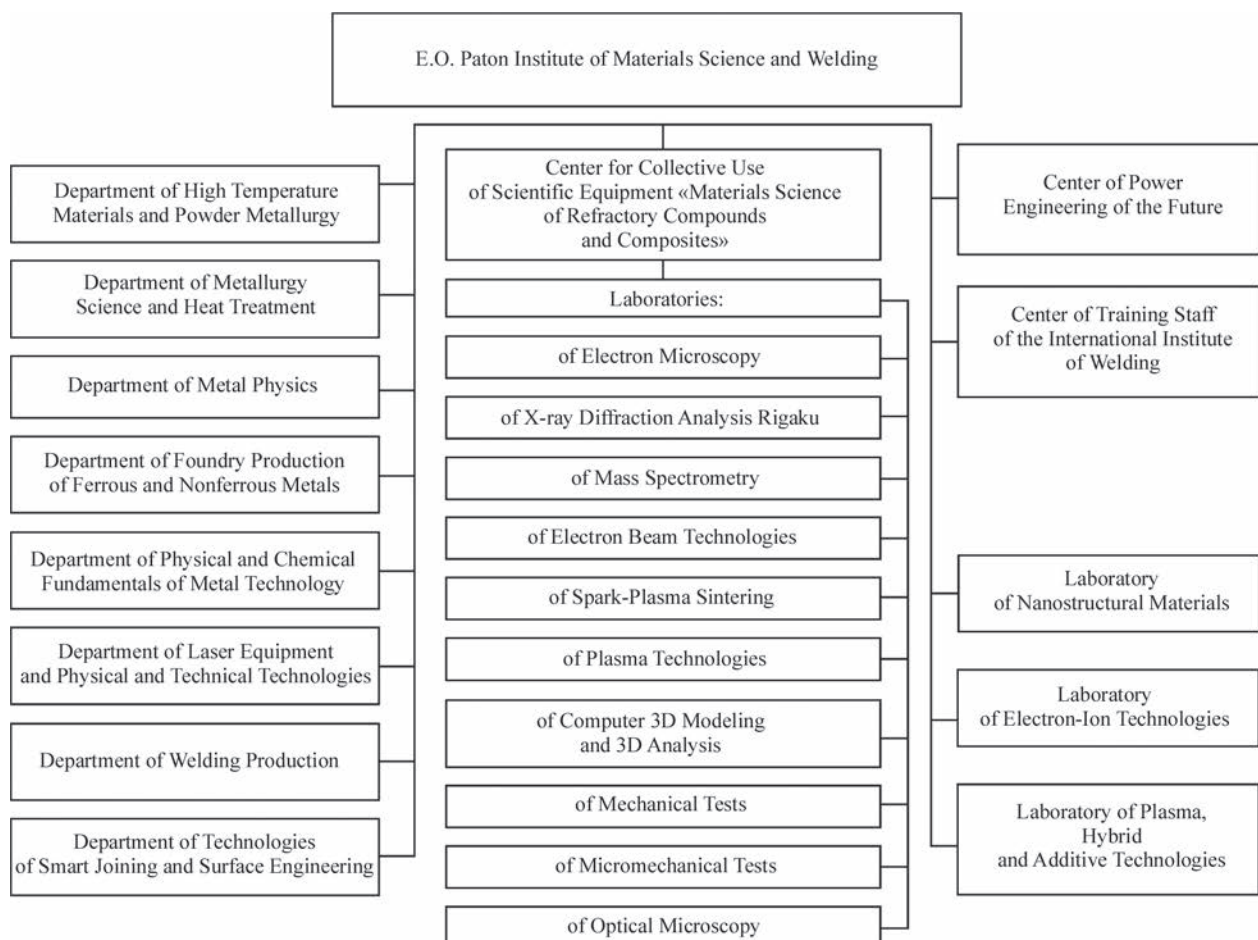 E.O. Paton Institute of Materials Science and Welding
Department of High Temperature
Materials and Powder Metallurgy
Department of Metallurgy
Science and Heat Treatment
Department of Metal Physics
Department of Foundry Production
of Ferrous and Nonferrous Metals
Department of Physical and Chemical
Fundamentals of Metal Technology
Department of Laser Equipment
and Physical and Technical Technologies
Department of Welding Production
Department of Technologies
of Smart Joining and Surface Engineering
Center for Collective Use
of Scientific Equipment «Materials Science
of Refractory Compounds
and Composites»
Laboratories:
of Electron Microscopy
of X-ray Diffraction Analysis Rigaku
of Mass Spectrometry
of Electron Beam Technologies
of Spark-Plasma Sintering
of Plasma Technologies
of Computer 3D Modeling
and 3D Analysis
of Mechanical Tests
of Micromechanical Tests
of Optical Microscopy
Center of Power
Engineering of the Future
Center of Training Staff
of the International Institute
of Welding
Laboratory
of Nanostructural Materials
Laboratory
of Electron-Ion Technologies
Laboratory of Plasma,
Hybrid
and Additive Technologies